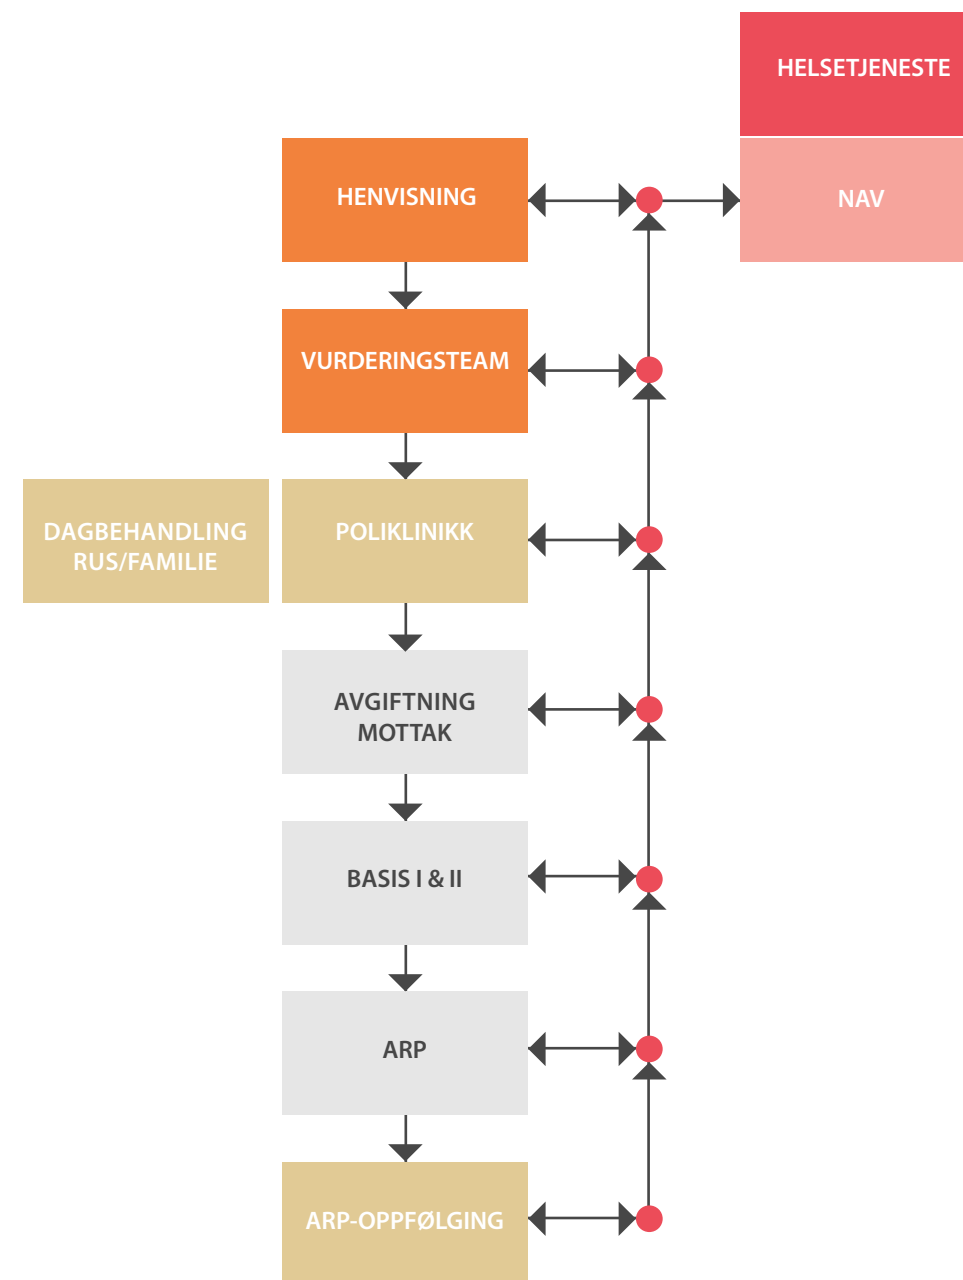 HELSETJENESTE
HENVISNING
NAV
VURDERINGSTEAM
DAGBEHANDLING
RUS/FAMILIE
POLIKLINIKK
AVGIFTNING
MOTTAK
BASIS I & II
ARP
ARP-OPPFØLGING